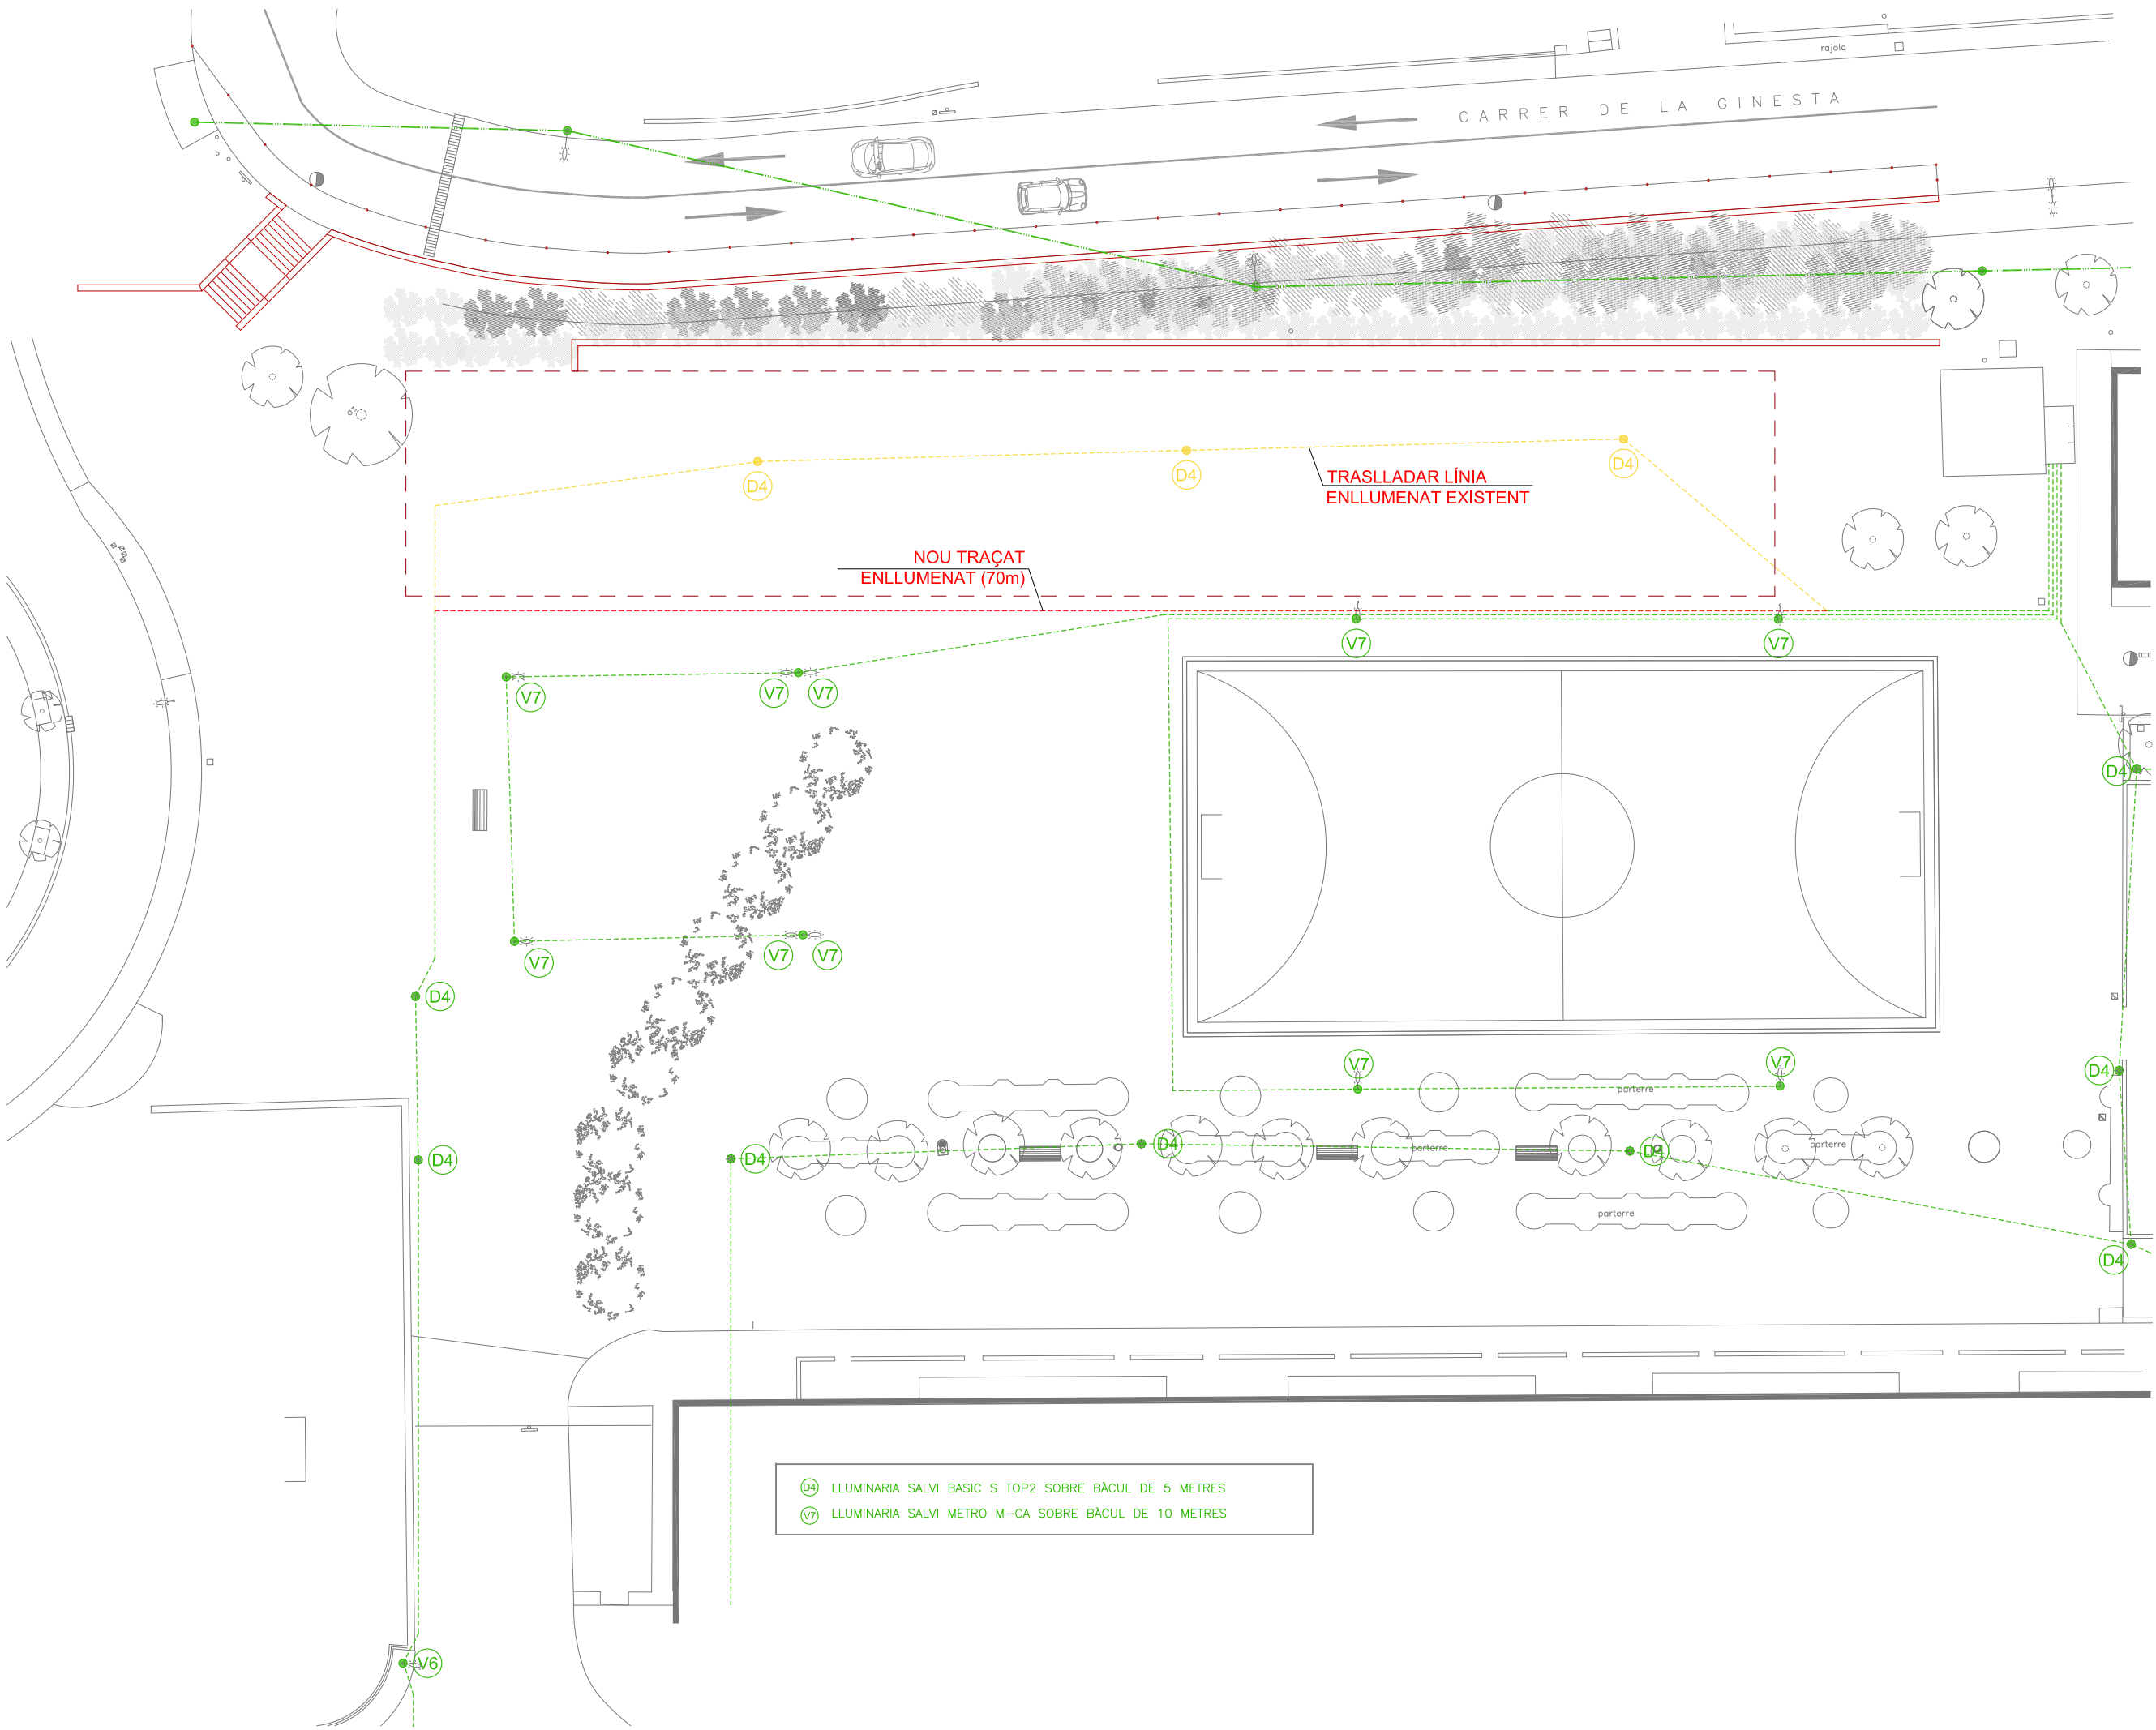 rajola
CARRER DE LA GINESTA
D4
D4
D4
TRASLLADAR LÍNIA
ENLLUMENAT EXISTENT
NOU TRAÇAT
ENLLUMENAT (70m)
V7
V7
V7
V7
V7
D4
V7
V7
V7
D4
V7
V7
D4
parterre
D4
D4
D4
D4
parterre
parterre
D4
parterre
D4
D4 LLUMINARIA SALVI BASIC S TOP2 SOBRE BÀCUL DE 5 METRES
V7 LLUMINARIA SALVI METRO M-CA SOBRE BÀCUL DE 10 METRES
V6